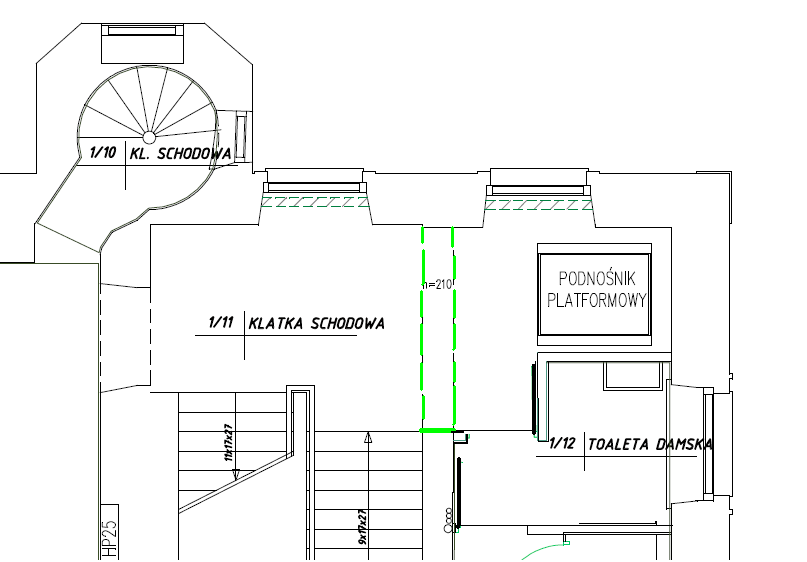 1/10 KL. SCHODOWA
h=210
PODNOŚNIK
PLATFORMOWY
1/11 KLATKA SCHODOWA
11x17x27
1/12 TOALETA DAMSKA
9x17x27
HP25